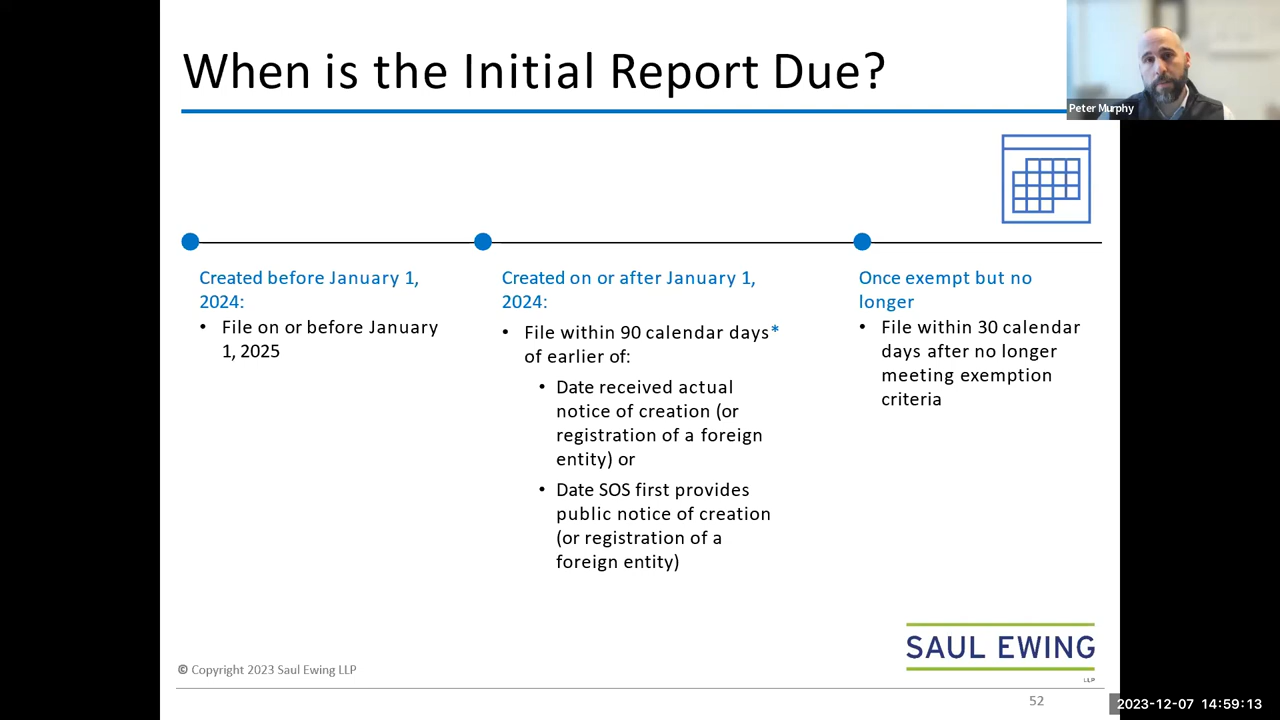 When is the Initial Report Due?
Peter Murphy
Created before January 1,
2024:
• File on or before January
1, 2025
Created on or after January 1,
2024:
• File within 90 calendar days*
of earlier of:
• Date received actual
notice of creation (or
registration of a foreign
entity) or
• Date SOS first provides
public notice of creation
(or registration of a
foreign entity)
Once exempt but no
longer
• File within 30 calendar
days after no longer
meeting exemption
criteria
SAUL EWING
LLP
© Copyright 2023 Saul Ewing LLP
52
2023-12-07 14:59:13